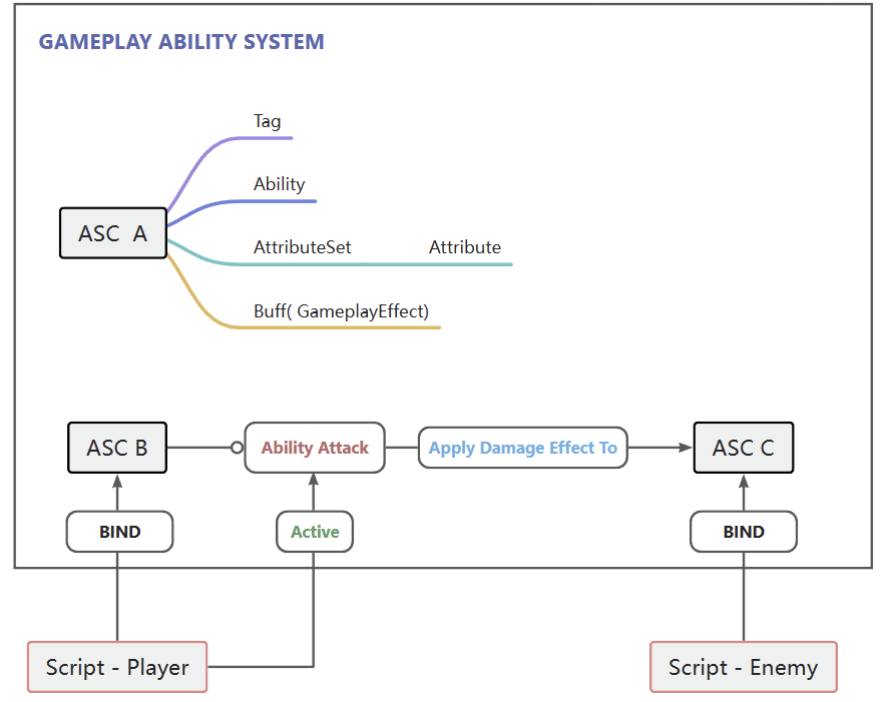 GAMEPLAY ABILITY SYSTEM
Tag
Ability
ASC A
AttributeSet Attribute
Buff( GameplayEffect)
ASC B
Ability Attack
Apply Damage Effect To
ASC C
BIND
Active
BIND
Script - Player
Script - Enemy